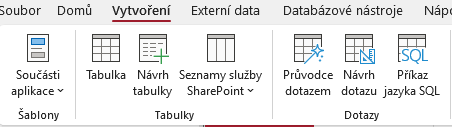 Soubor Domů Vytvoření Externí data Databázové nástroje
Součásti aplikace
Tabulka
Návrh tabulky
Seznamy služby SharePoint
Průvodce dotazem
Návrh dotazu
SQL
Příkaz jazyka SQL
Šablony Tabulky Dotazy